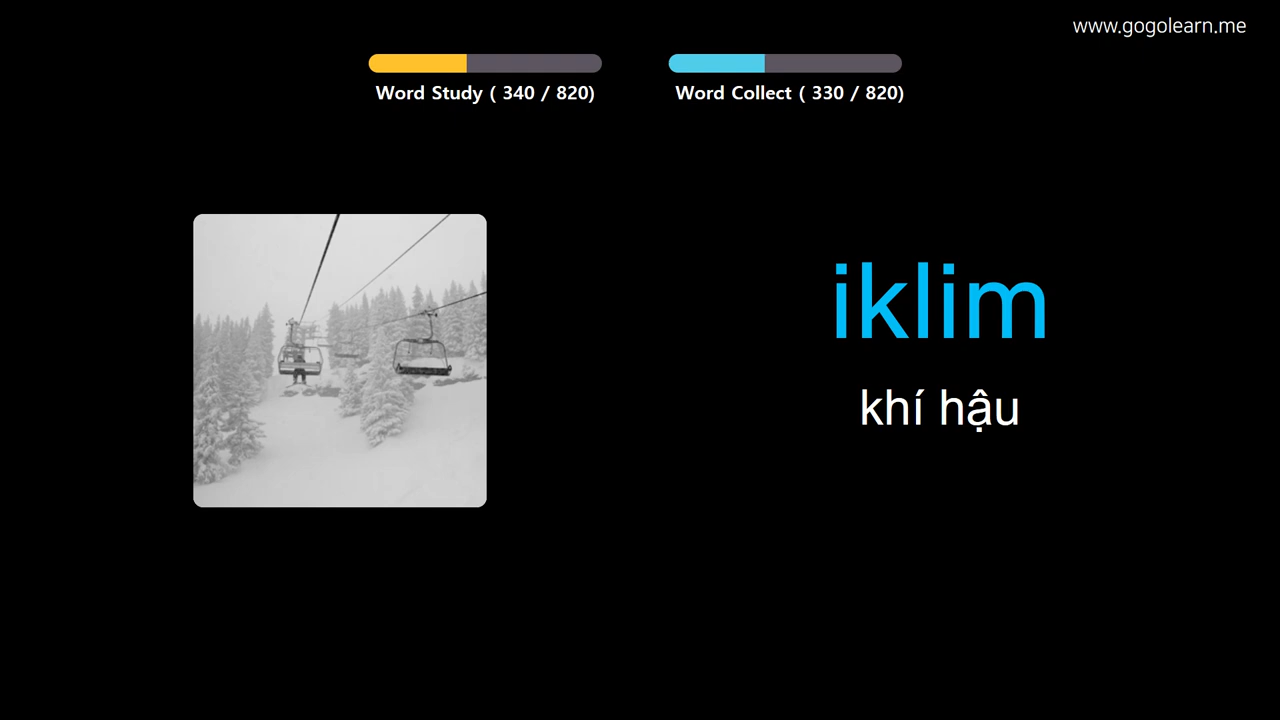 www.gogolearn.me
Word Study ( 340 / 820)
Word Collect ( 330 / 820)
iklim
khí hậu